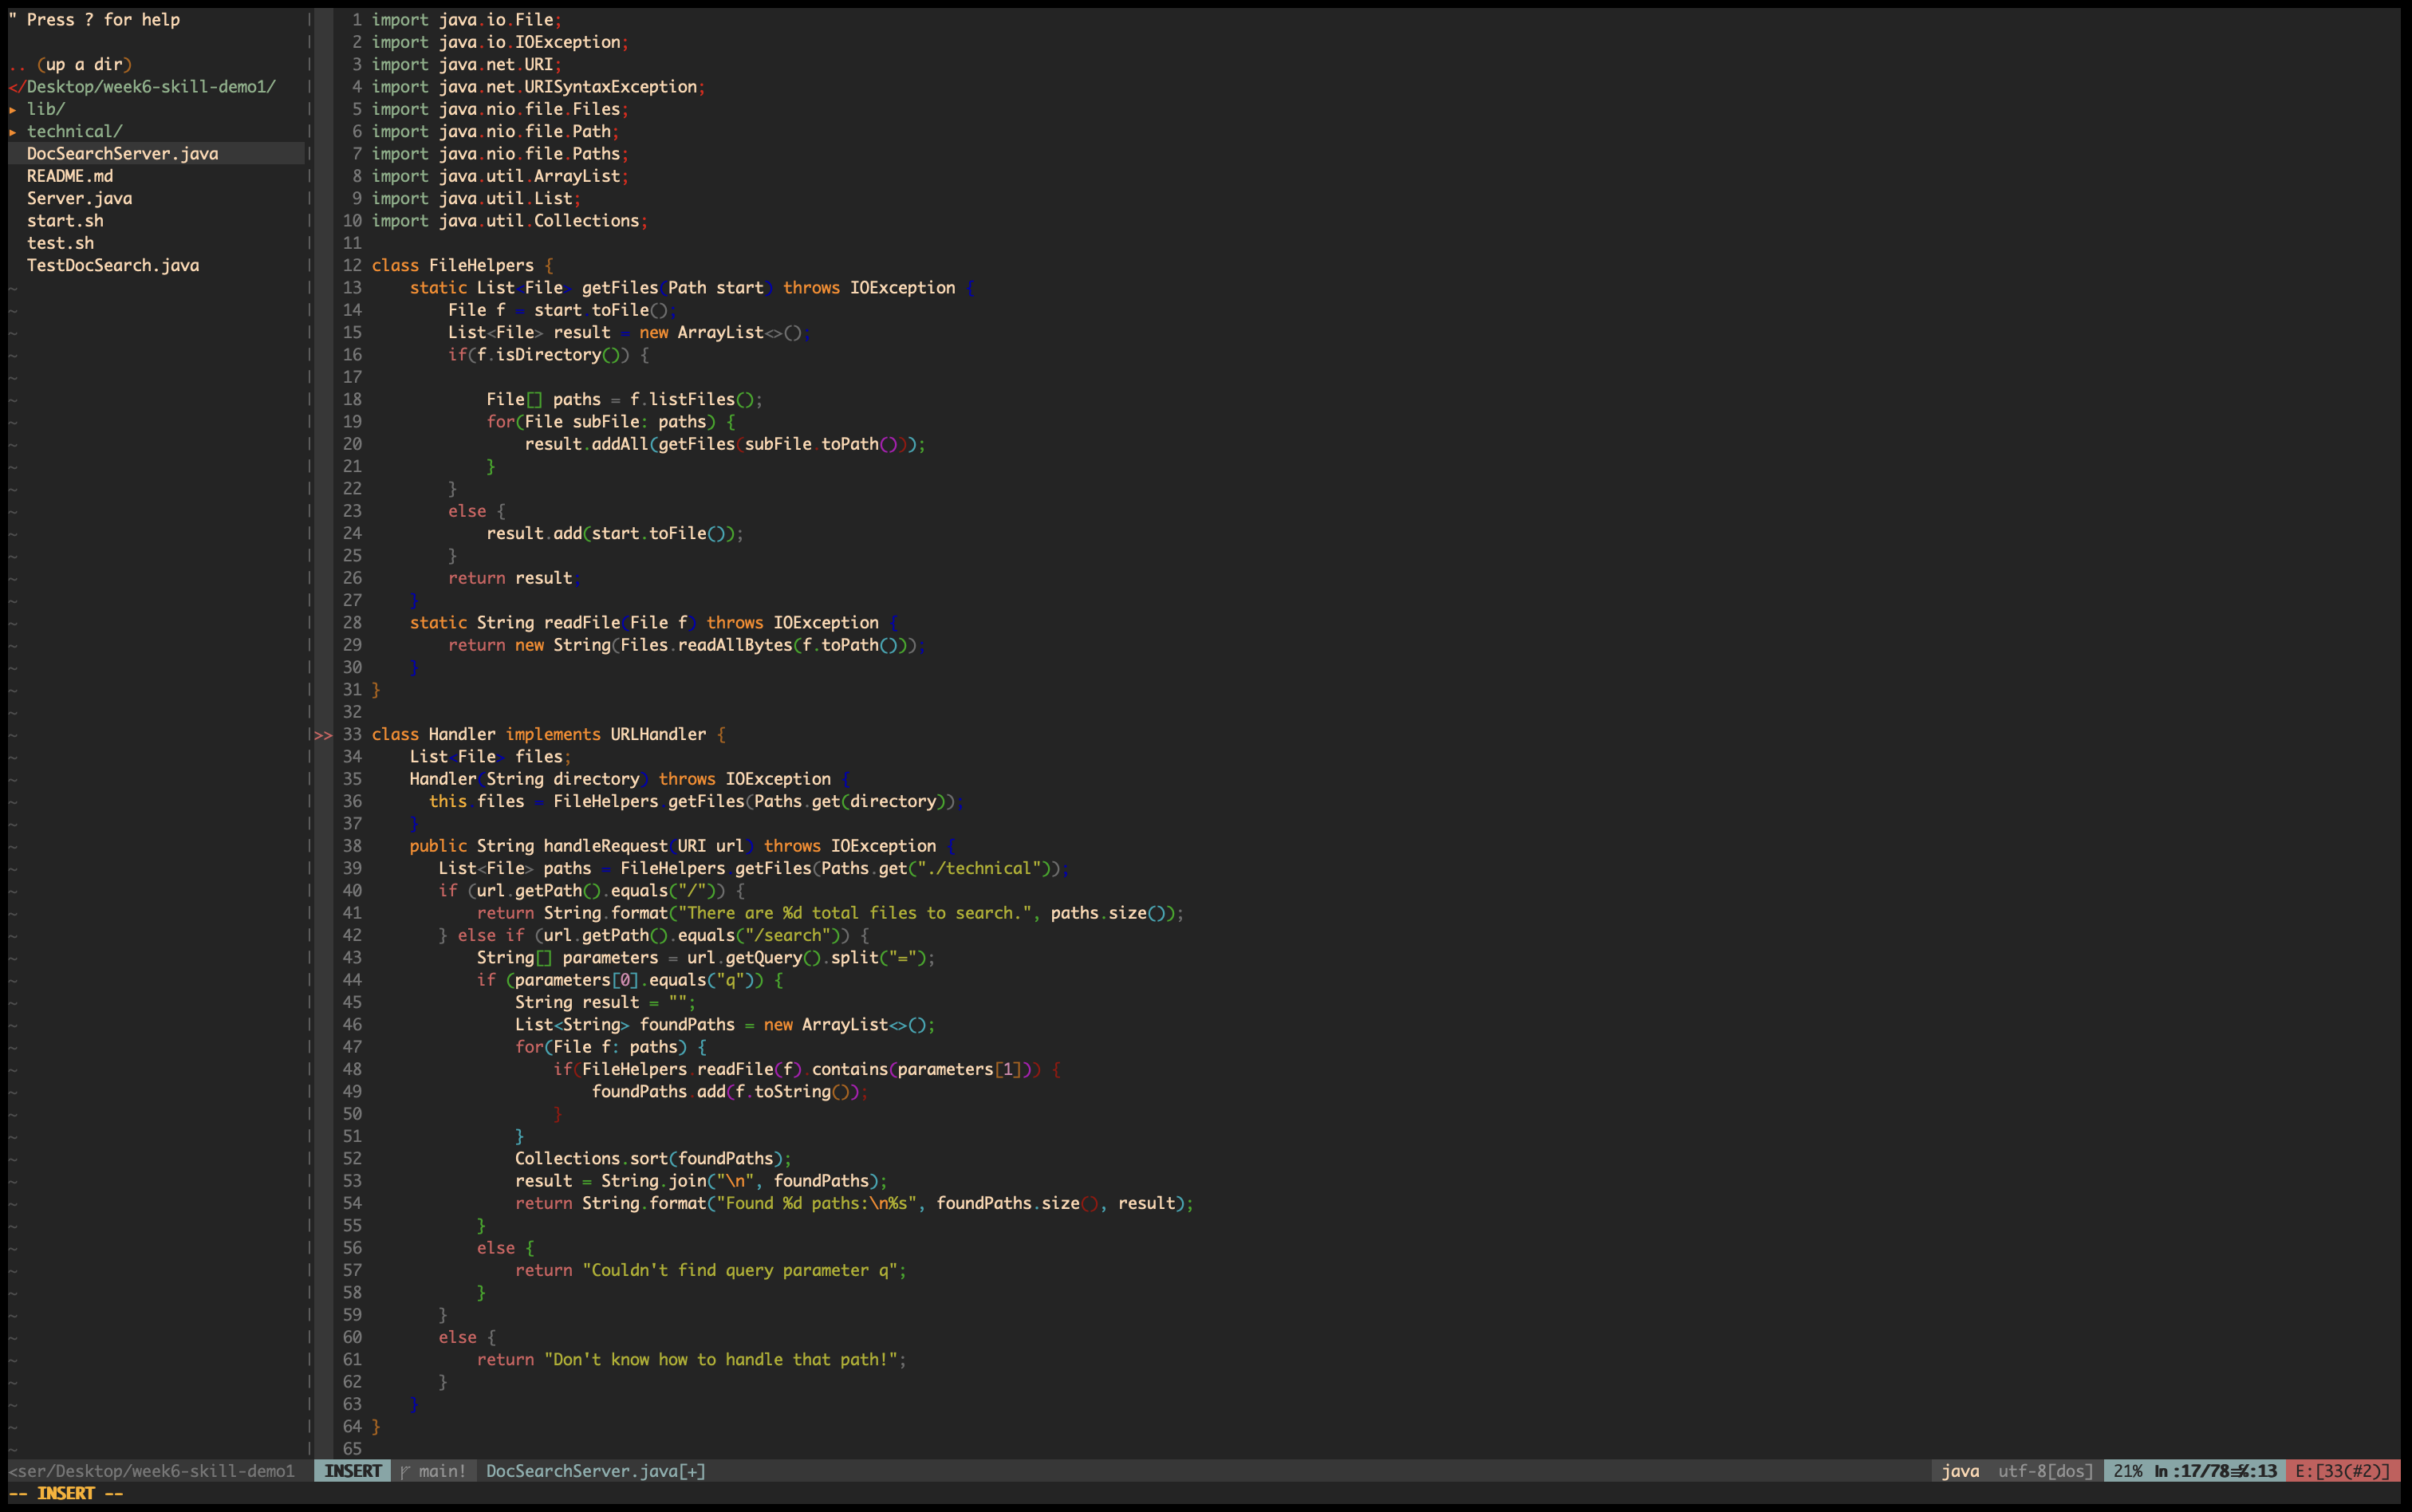 " Press ? for help
.. (up a dir)
</Desktop/week6-skill-demo1/
▸ lib/
▸ technical/
DocSearchServer.java
README.md
Server.java
start.sh
test.sh
TestDocSearch.java
1 import java.io.File;
2 import java.io.IOException;
3 import java.net.URI;
4 import java.net.URISyntaxException;
5 import java.nio.file.Files;
6 import java.nio.file.Path;
7 import java.nio.file.Paths;
8 import java.util.ArrayList;
9 import java.util.List;
10 import java.util.Collections;
11
12 class FileHelpers {
13     static List<File> getFiles(Path start) throws IOException {
14         File f = start.toFile();
15         List<File> result = new ArrayList<>();
16         if(f.isDirectory()) {
17
18             File[] paths = f.listFiles();
19             for(File subFile: paths) {
20                 result.addAll(getFiles(subFile.toPath()));
21             }
22         }
23         else {
24             result.add(start.toFile());
25         }
26         return result;
27     }
28     static String readFile(File f) throws IOException {
29         return new String(Files.readAllBytes(f.toPath()));
30     }
31 }
32
>> 33 class Handler implements URLHandler {
34     List<File> files;
35     Handler(String directory) throws IOException {
36       this.files = FileHelpers.getFiles(Paths.get(directory));
37     }
38     public String handleRequest(URI url) throws IOException {
39        List<File> paths = FileHelpers.getFiles(Paths.get("./technical"));
40        if (url.getPath().equals("/")) {
41            return String.format("There are %d total files to search.", paths.size());
42        } else if (url.getPath().equals("/search")) {
43            String[] parameters = url.getQuery().split("=");
44            if (parameters[0].equals("q")) {
45                String result = "";
46                List<String> foundPaths = new ArrayList<>();
47                for(File f: paths) {
48                    if(FileHelpers.readFile(f).contains(parameters[1])) {
49                        foundPaths.add(f.toString());
50                    }
51                }
52                Collections.sort(foundPaths);
53                result = String.join("\n", foundPaths);
54                return String.format("Found %d paths:\n%s", foundPaths.size(), result);
55            }
56            else {
57                return "Couldn't find query parameter q";
58            }
59        }
60        else {
61            return "Don't know how to handle that path!";
62        }
63     }
64 }
65
<ser/Desktop/week6-skill-demo1 INSERT main! DocSearchServer.java[+] java utf-8[dos] 21% ln :17/78≡℅:13 E:[33(#2)]
-- INSERT --